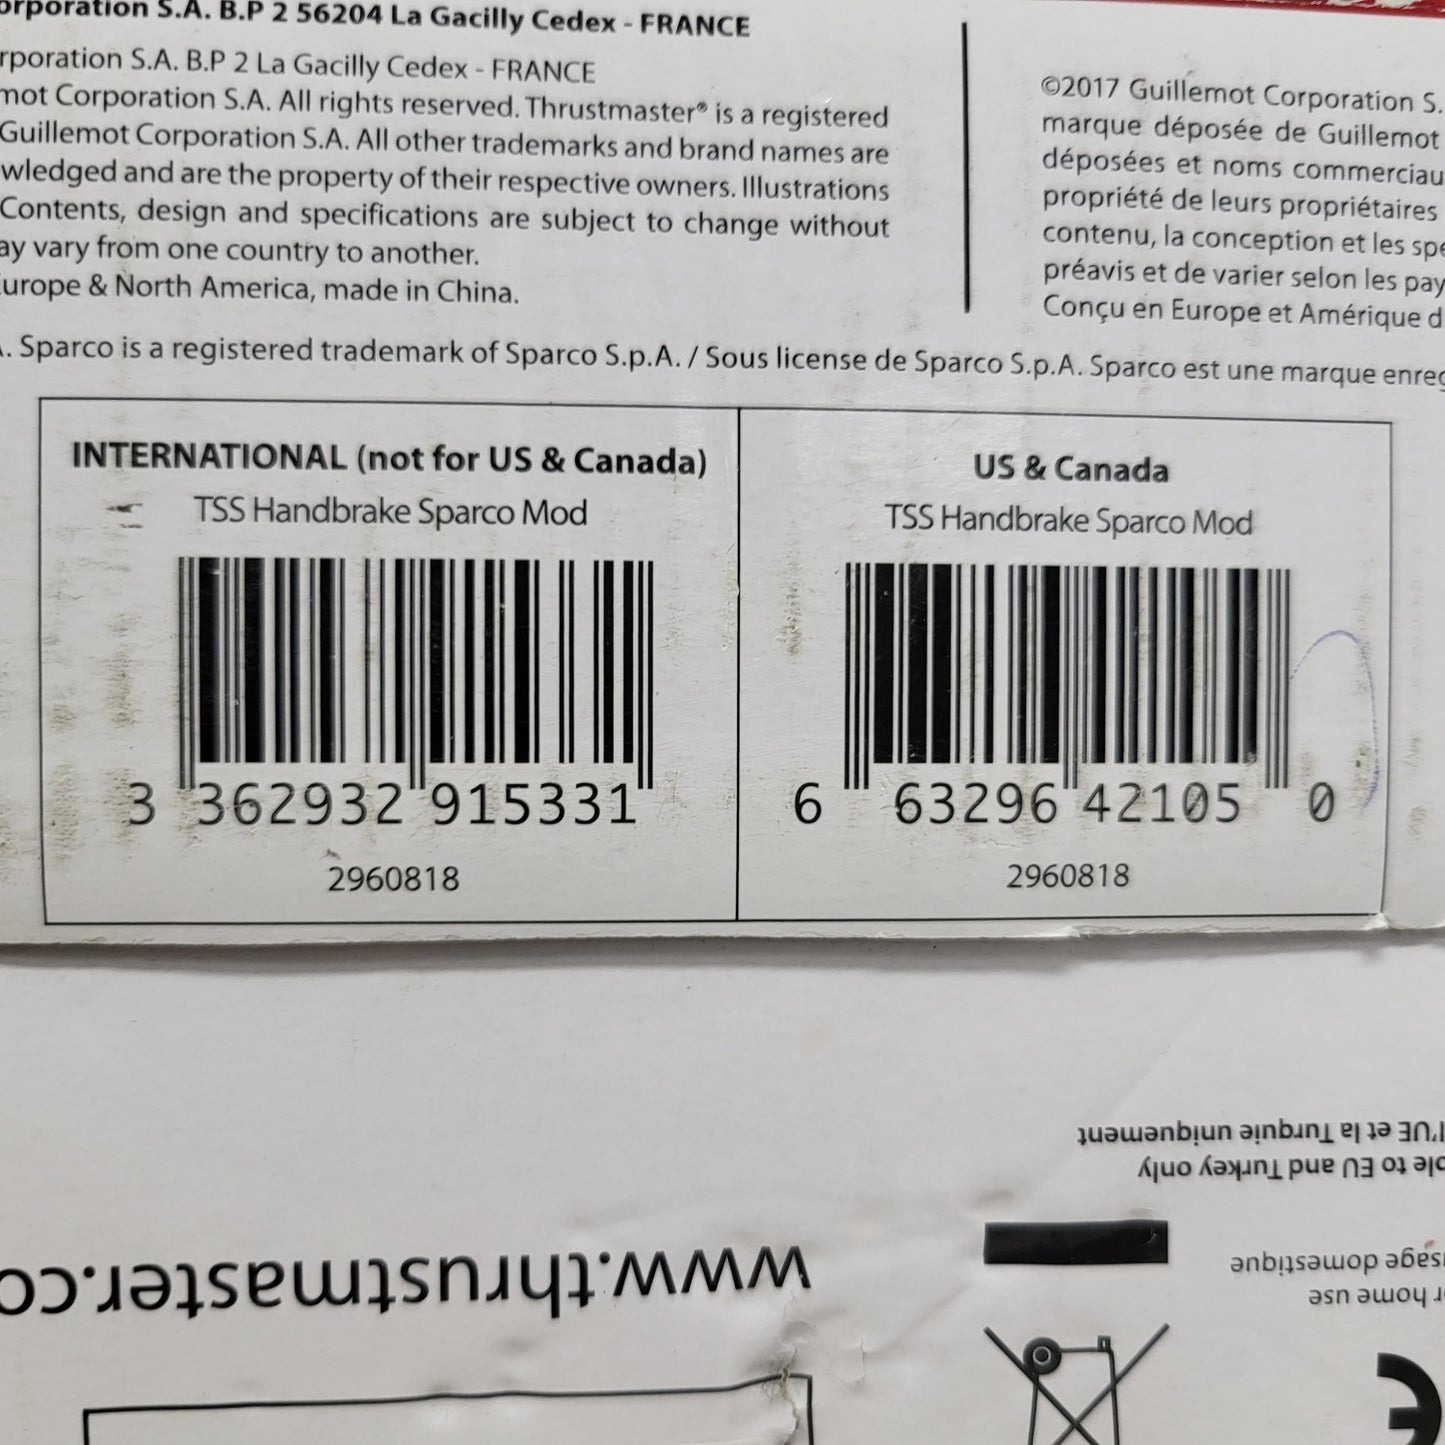 orporation S.A. B.P 2 56204 La Gacilly Cedex - FRANCE
rporation S.A. B.P 2 La Gacilly Cedex - FRANCE
mot Corporation S.A. All rights reserved. Thrustmaster® is a registered
Guillemot Corporation S.A. All other trademarks and brand names are
wledged and are the property of their respective owners. Illustrations
Contents, design and specifications are subject to change without
ay vary from one country to another.
urope & North America, made in China.
©2017 Guillemot Corporation S.
marque déposée de Guillemot
déposées et noms commerciau
propriété de leurs propriétaires
contenu, la conception et les spé
préavis et de varier selon les pay
Conçu en Europe et Amérique d
. Sparco is a registered trademark of Sparco S.p.A. / Sous license de Sparco S.p.A. Sparco est une marque enreg
INTERNATIONAL (not for US & Canada)
TSS Handbrake Sparco Mod
3 362932 915331
2960818
US & Canada
TSS Handbrake Sparco Mod
6 63296 42105 0
2960818
l'UE et la Turquie uniquement
ble to EU and Turkey only
www.thrustmaster.co
sage domestique
r home use
CE